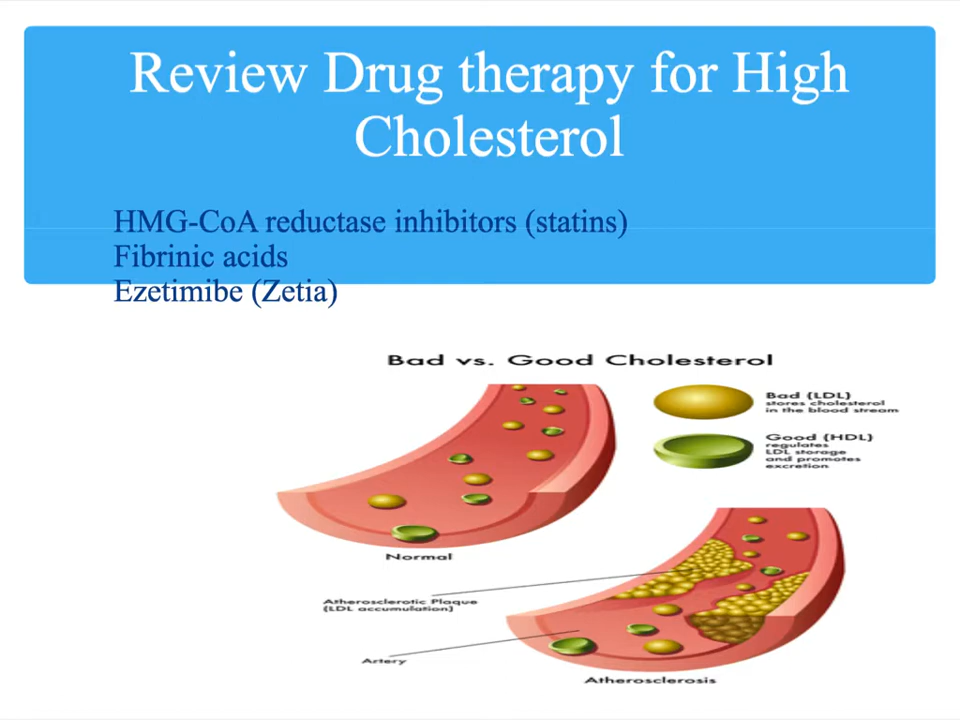 Review Drug therapy for High
Cholesterol
HMG-CoA reductase inhibitors (statins)
Fibrinic acids
Ezetimibe (Zetia)
Bad vs. Good Cholesterol
Bad (LDL)
stores cholesterol
in the blood stream
Good (HDL)
regulates
LDL storage
and promotes
excretion
Normal
Atherosclerotic Plaque
(LDL accumulation)
Artery
Atherosclerosis